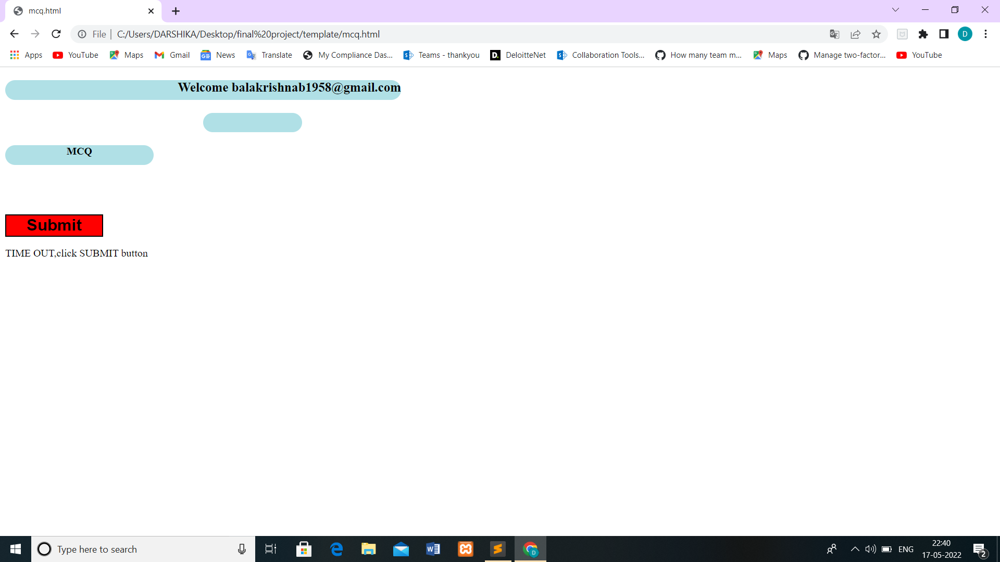 mcq.html
File | C:/Users/DARSHIKA/Desktop/final%20project/template/mcq.html
D
Apps YouTube Maps Gmail News Translate My Compliance Das... Teams - thankyou DeloitteNet Collaboration Tools... How many team m... Maps Manage two-factor... YouTube
Welcome balakrishnab1958@gmail.com
MCQ
Submit
TIME OUT,click SUBMIT button
Type here to search
ENG
22:40
17-05-2022
2